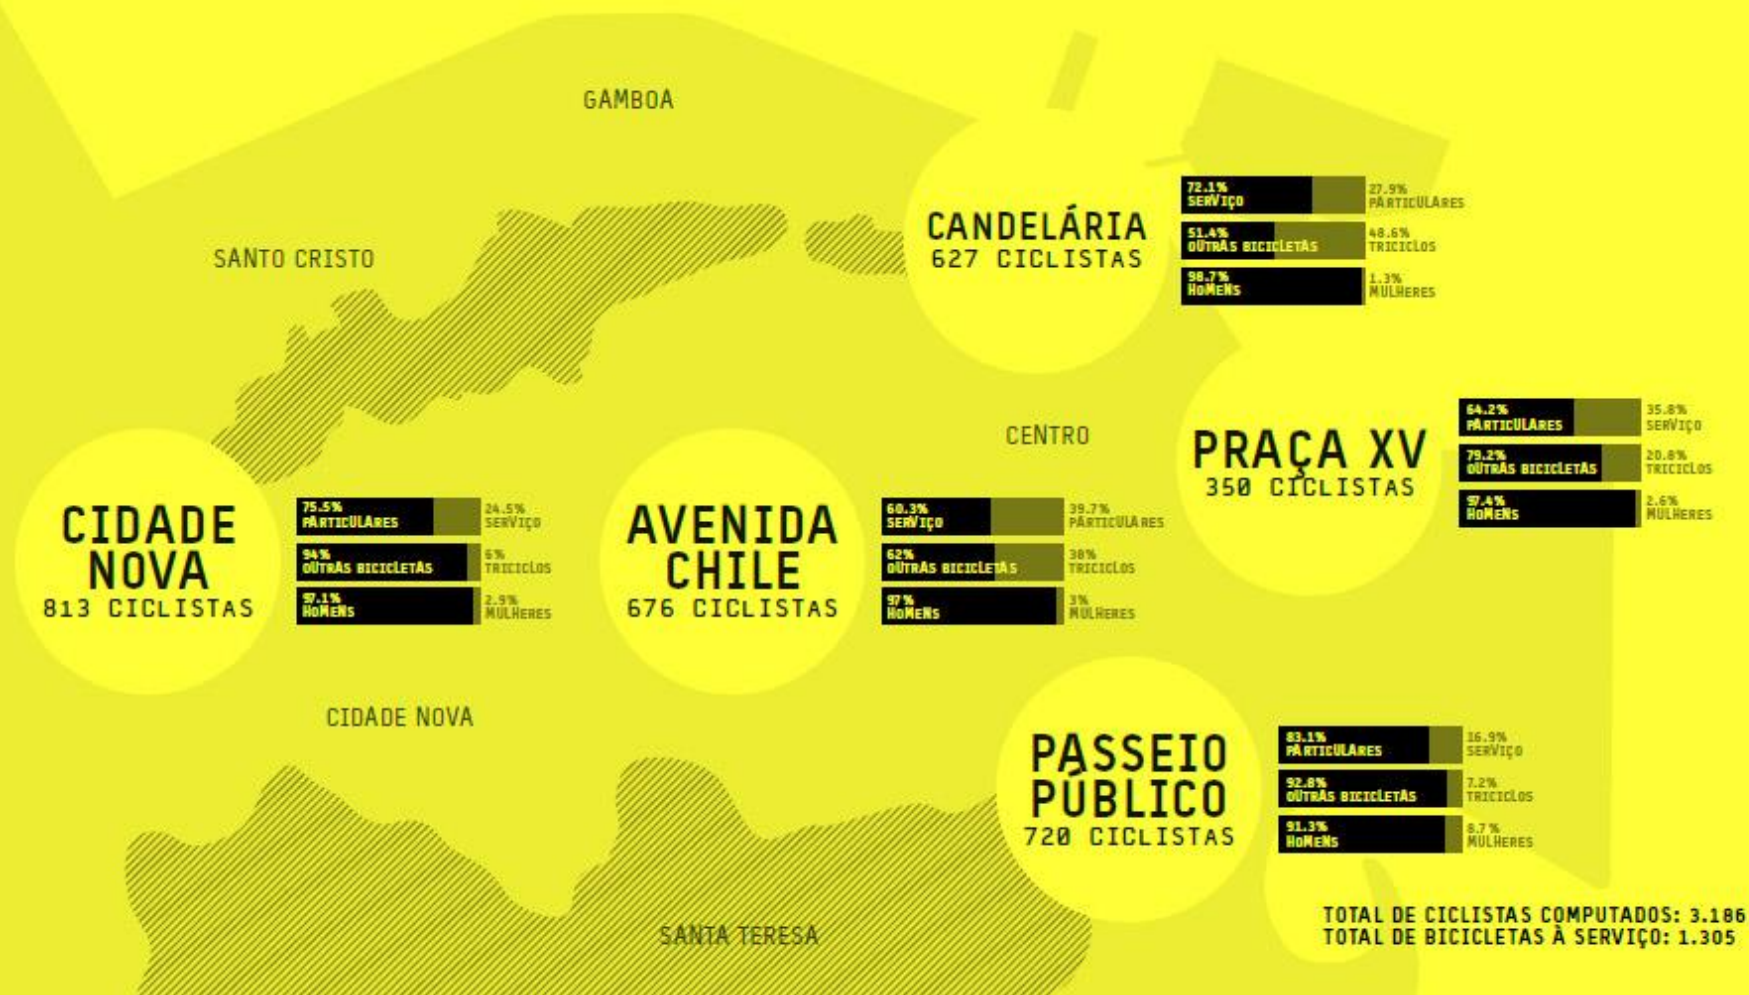 GAMBOA
SANTO CRISTO
CANDELÁRIA
627 CICLISTAS
72.1%
SERVIÇO
27.9%
PARTICULARES
51.4%
OUTRAS BICICLETAS
48.6%
TRICICLOS
98.7%
HOMENS
1.3%
MULHERES
CENTRO
PRAÇA XV
350 CICLISTAS
64.2%
PARTICULARES
35.8%
SERVIÇO
79.2%
OUTRAS BICICLETAS
20.8%
TRICICLOS
97.4%
HOMENS
2.6%
MULHERES
CIDADE
NOVA
813 CICLISTAS
75.5%
PARTICULARES
24.5%
SERVIÇO
94%
OUTRAS BICICLETAS
6%
TRICICLOS
97.1%
HOMENS
2.9%
MULHERES
AVENIDA
CHILE
676 CICLISTAS
60.3%
SERVIÇO
39.7%
PARTICULARES
62%
OUTRAS BICICLETAS
38%
TRICICLOS
97%
HOMENS
3%
MULHERES
CIDADE NOVA
PASSEIO
PÚBLICO
720 CICLISTAS
83.1%
PARTICULARES
16.9%
SERVIÇO
92.8%
OUTRAS BICICLETAS
7.2%
TRICICLOS
91.3%
HOMENS
8.7%
MULHERES
SANTA TERESA
TOTAL DE CICLISTAS COMPUTADOS: 3.186
TOTAL DE BICICLETAS À SERVIÇO: 1.305